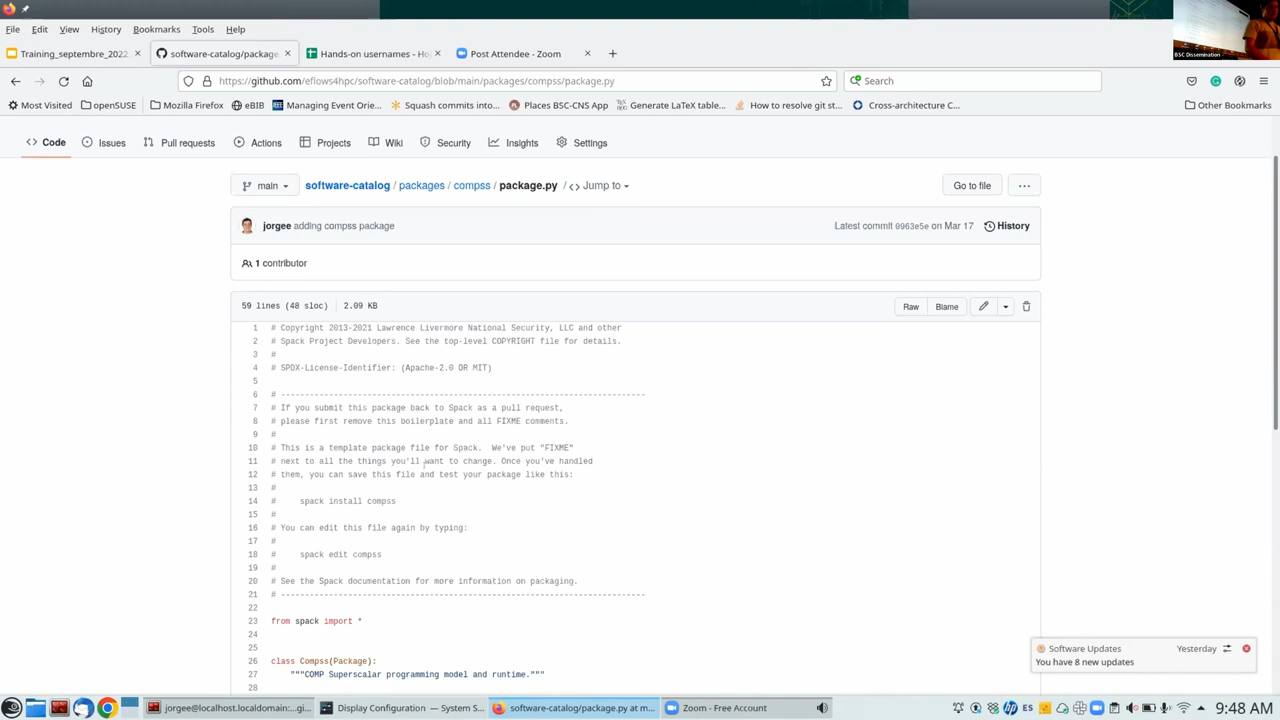 File Edit View History Bookmarks Tools Help
BSC Dissemination
Training_septembre_2022
software-catalog/package
Hands-on usernames - Ho
Post Attendee - Zoom
https://github.com/eflows4hpc/software-catalog/blob/main/packages/compss/package.py
Search
Most Visited
openSUSE
Mozilla Firefox
eBIB
Managing Event Orie...
Squash commits into...
Places BSC-CNS App
Generate LaTeX table...
How to resolve git st...
Cross-architecture C...
Other Bookmarks
<> Code Issues Pull requests Actions Projects Wiki Security Insights Settings
main
software-catalog / packages / compss / package.py / <> Jump to
Go to file
...
jorgee adding compss package
Latest commit 0963e5e on Mar 17 History
1 contributor
59 lines (48 sloc) 2.09 KB
Raw Blame
1 # Copyright 2013-2021 Lawrence Livermore National Security, LLC and other
2 # Spack Project Developers. See the top-level COPYRIGHT file for details.
3 #
4 # SPDX-License-Identifier: (Apache-2.0 OR MIT)
5
6 # ----------------------------------------------------------------------------
7 # If you submit this package back to Spack as a pull request,
8 # please first remove this boilerplate and all FIXME comments.
9 #
10 # This is a template package file for Spack.  We've put "FIXME"
11 # next to all the things you'll want to change. Once you've handled
12 # them, you can save this file and test your package like this:
13 #
14 #     spack install compss
15 #
16 # You can edit this file again by typing:
17 #
18 #     spack edit compss
19 #
20 # See the Spack documentation for more information on packaging.
21 # ----------------------------------------------------------------------------
22
23 from spack import *
24
25
26 class Compss(Package):
27     """COMP Superscalar programming model and runtime."""
28
Software Updates Yesterday
You have 8 new updates
jorgee@localhost.localdomain:...gi...
Display Configuration — System S...
software-catalog/package.py at m...
Zoom - Free Account
ES
9:48 AM